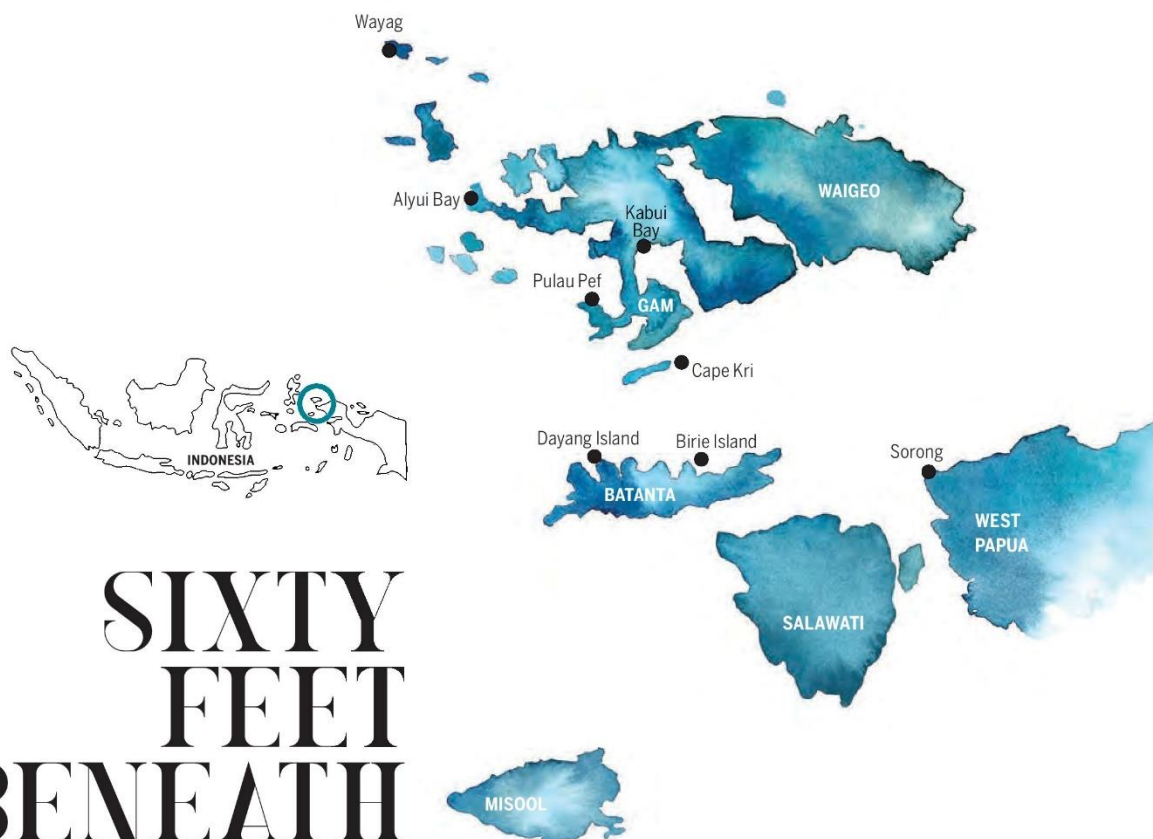 Wayag
WAIGEO
Alyui Bay
Kabui
Bay
Pulau Pef
GAM
Cape Kri
INDONESIA
Dayang Island
Birie Island
Sorong
BATANTA
WEST
PAPUA
SALAWATI
SIXTY
FEET
BENEATH
MISOOL